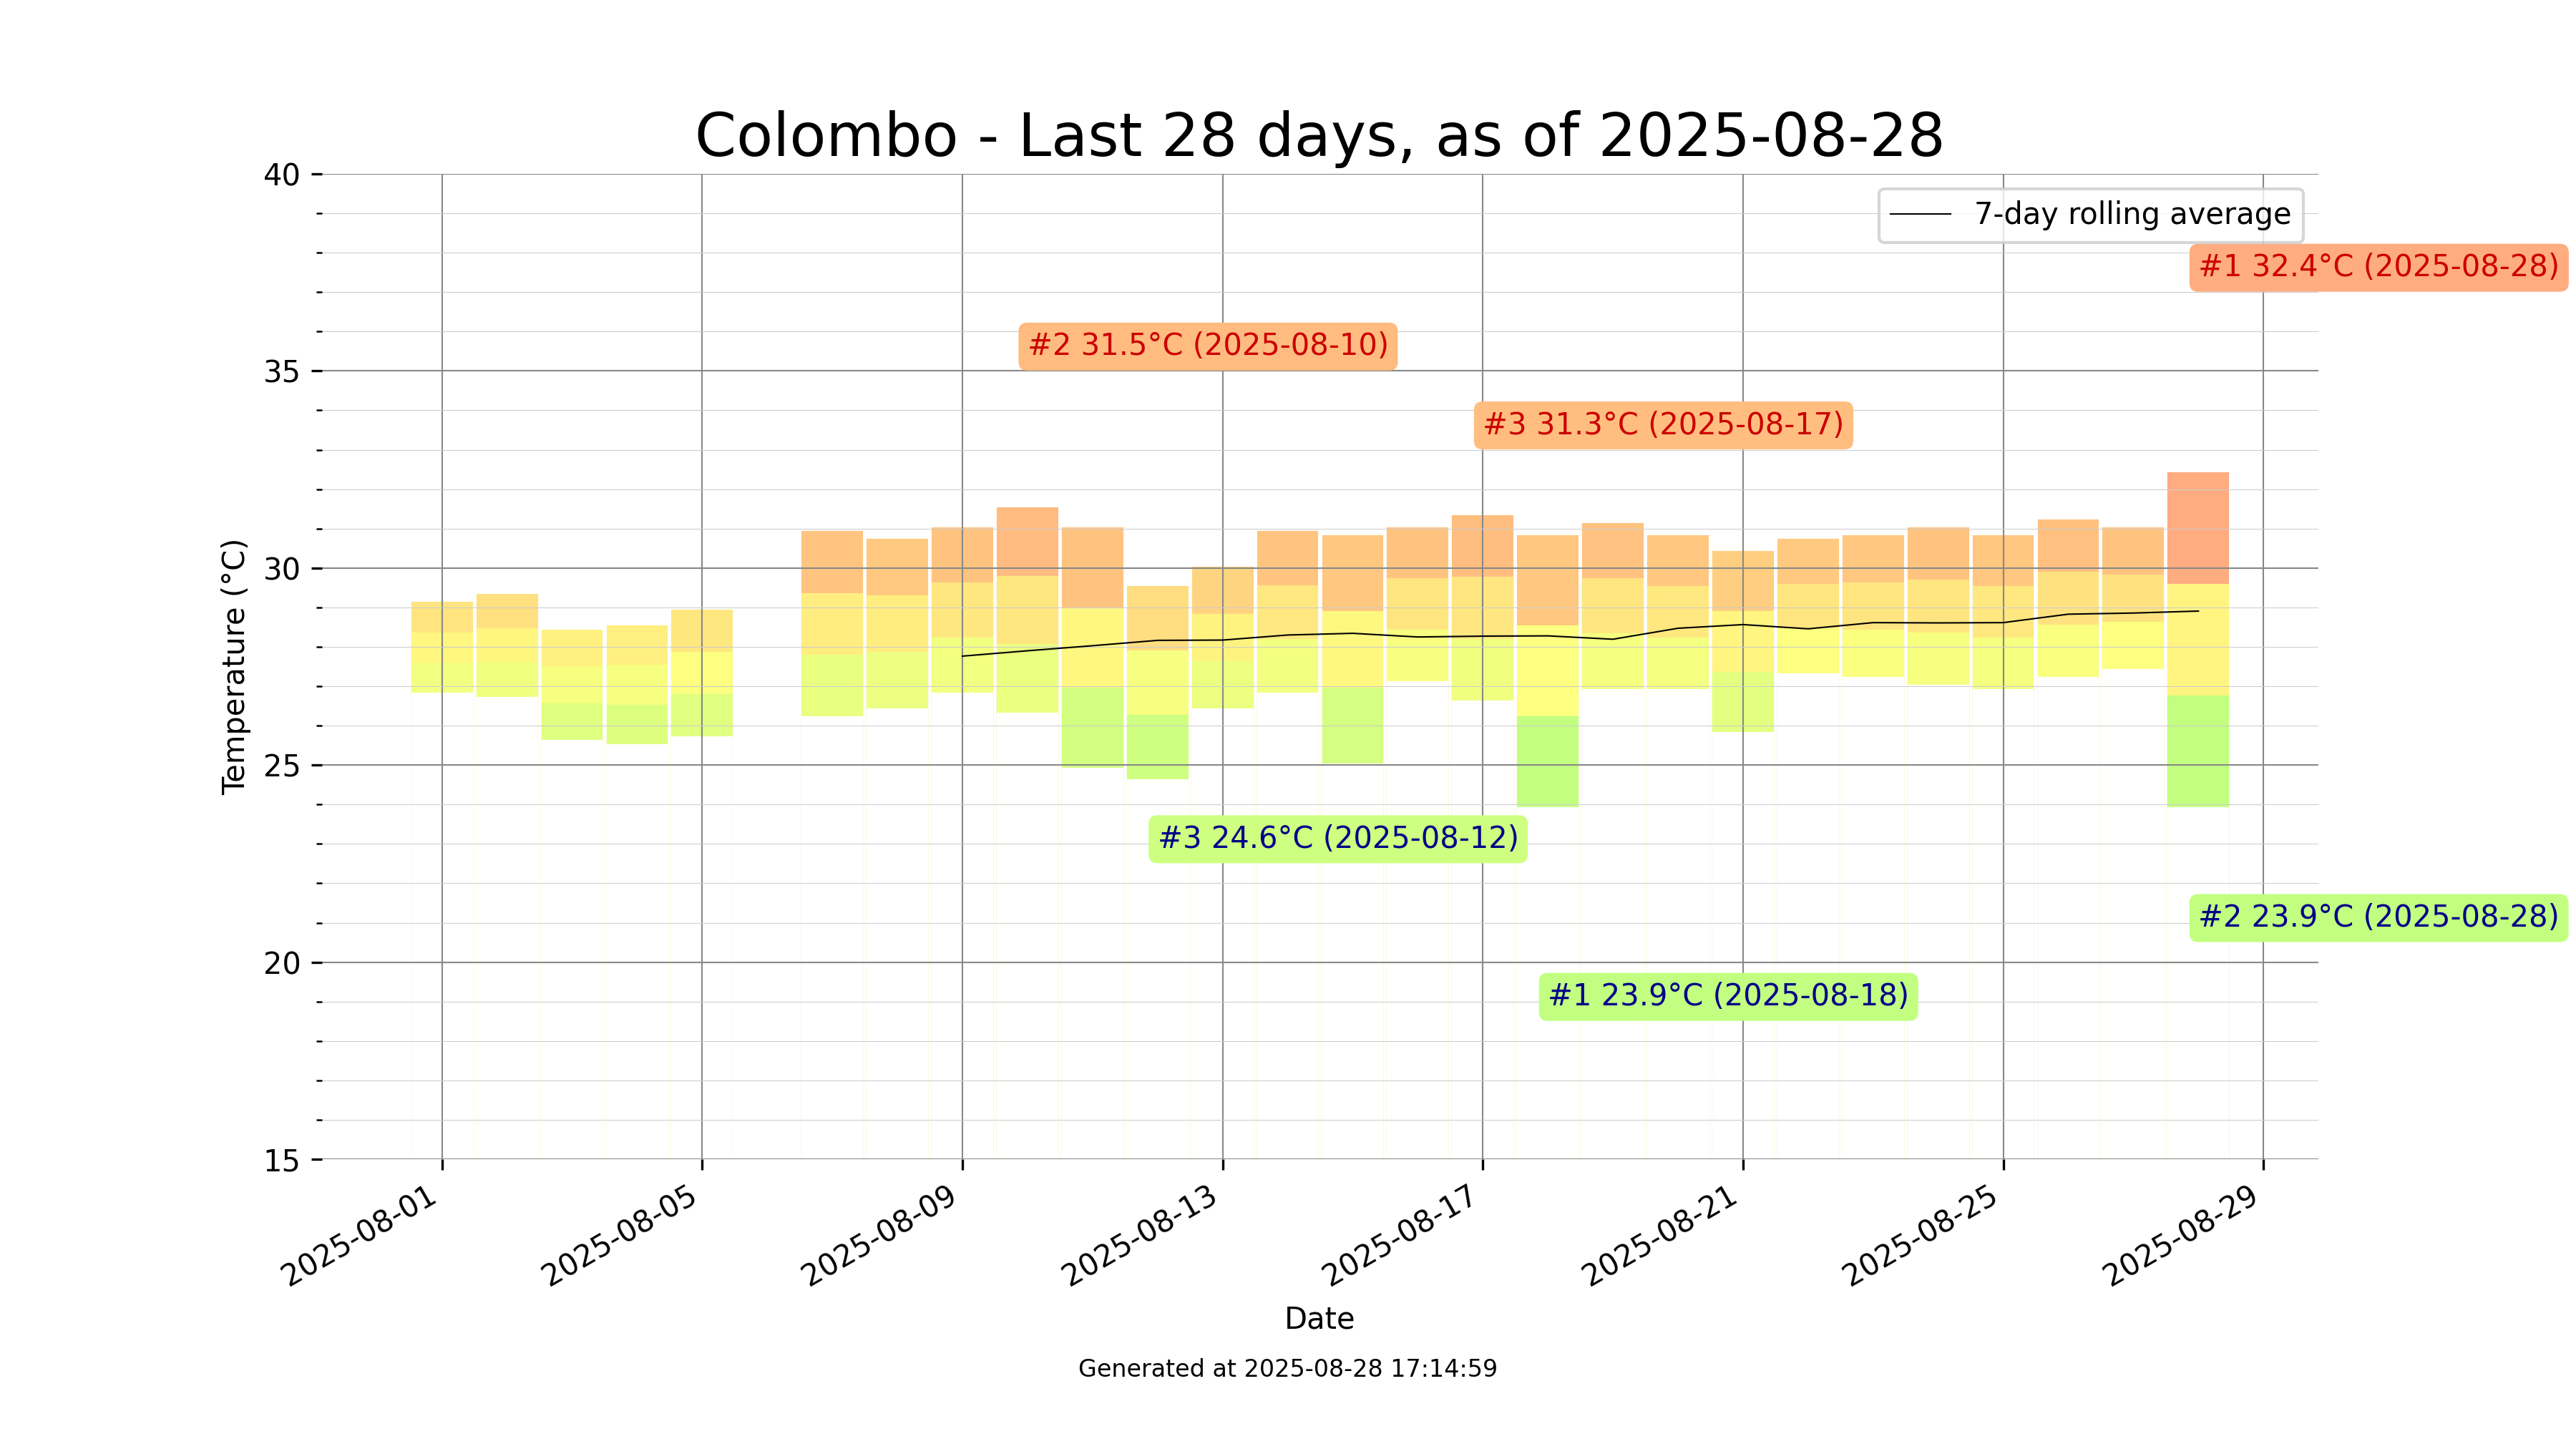 Colombo - Last 28 days, as of 2025-08-28
40
7-day rolling average
#1 32.4°C (2025-08-28)
#2 31.5°C (2025-08-10)
35
#3 31.3°C (2025-08-17)
30
Temperature (°C)
25
#3 24.6°C (2025-08-12)
#2 23.9°C (2025-08-28)
20
#1 23.9°C (2025-08-18)
15
2025-08-01
2025-08-05
2025-08-09
2025-08-13
2025-08-17
2025-08-21
2025-08-25
2025-08-29
Date
Generated at 2025-08-28 17:14:59